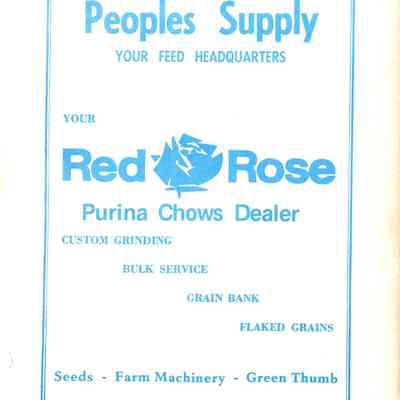 Peoples Supply
YOUR FEED HEADQUARTERS
YOUR
Red Rose
Purina Chows Dealer
CUSTOM GRINDING
BULK SERVICE
GRAIN BANK
FLAKED GRAINS
Seeds - Farm Machinery - Green Thumb